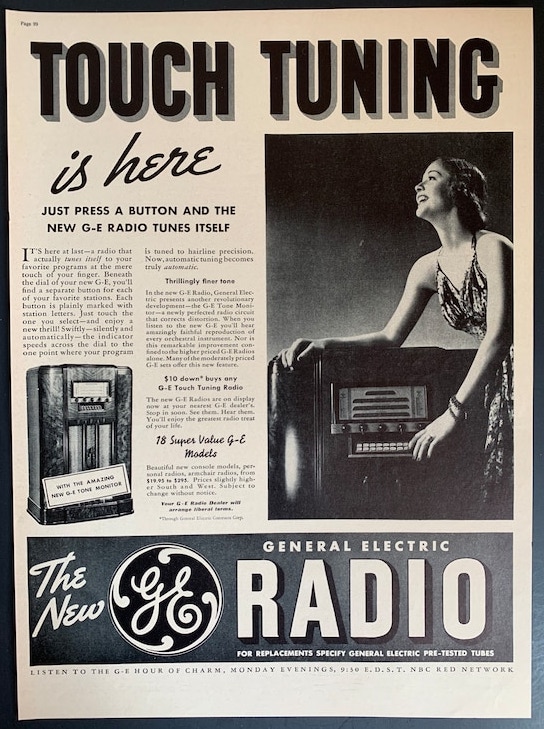 Page 99
TOUCH TUNING
is here
JUST PRESS A BUTTON AND THE
NEW G-E RADIO TUNES ITSELF
IT'S here at last—a radio that
actually tunes itself to your
favorite programs at the mere
touch of your finger. Beneath
the dial of your new G-E, you'll
find a separate button for each
of your favorite stations. Each
button is plainly marked with
station letters. Just touch the
one you select—and enjoy a
new thrill! Swiftly—silently and
automatically—the indicator
speeds across the dial to the
one point where your program
is tuned to hairline precision.
Now, automatic tuning becomes
truly automatic.
Thrillingly finer tone
In the new G-E Radio, General Elec-
tric presents another revolutionary
development—the G-E Tone Moni-
tor—a newly perfected radio circuit
that corrects distortion. When you
listen to the new G-E you'll hear
amazingly faithful reproduction of
every orchestral instrument. Nor is
this remarkable improvement con-
fined to the higher priced G-E Radios
alone. Many of the moderately priced
G-E sets offer this new feature.
$10 down* buys any
G-E Touch Tuning Radio
The new G-E Radios are on display
now at your nearest G-E dealer's.
Stop in soon. See them. Hear them.
You'll enjoy the greatest radio treat
of your life.
18 Super Value G-E
Models
Beautiful new console models, per-
sonal radios, armchair radios, from
$19.95 to $295. Prices slightly high-
er South and West. Subject to
change without notice.
Your G-E Radio Dealer will
arrange liberal terms.
*Through General Electric Contracts Corp.
WITH THE AMAZING
NEW G-E TONE MONITOR
The
New
GE
GENERAL ELECTRIC
RADIO
FOR REPLACEMENTS SPECIFY GENERAL ELECTRIC PRE-TESTED TUBES
LISTEN TO THE G-E HOUR OF CHARM, MONDAY EVENINGS, 9:30 E.D.S.T. NBC RED NETWORK